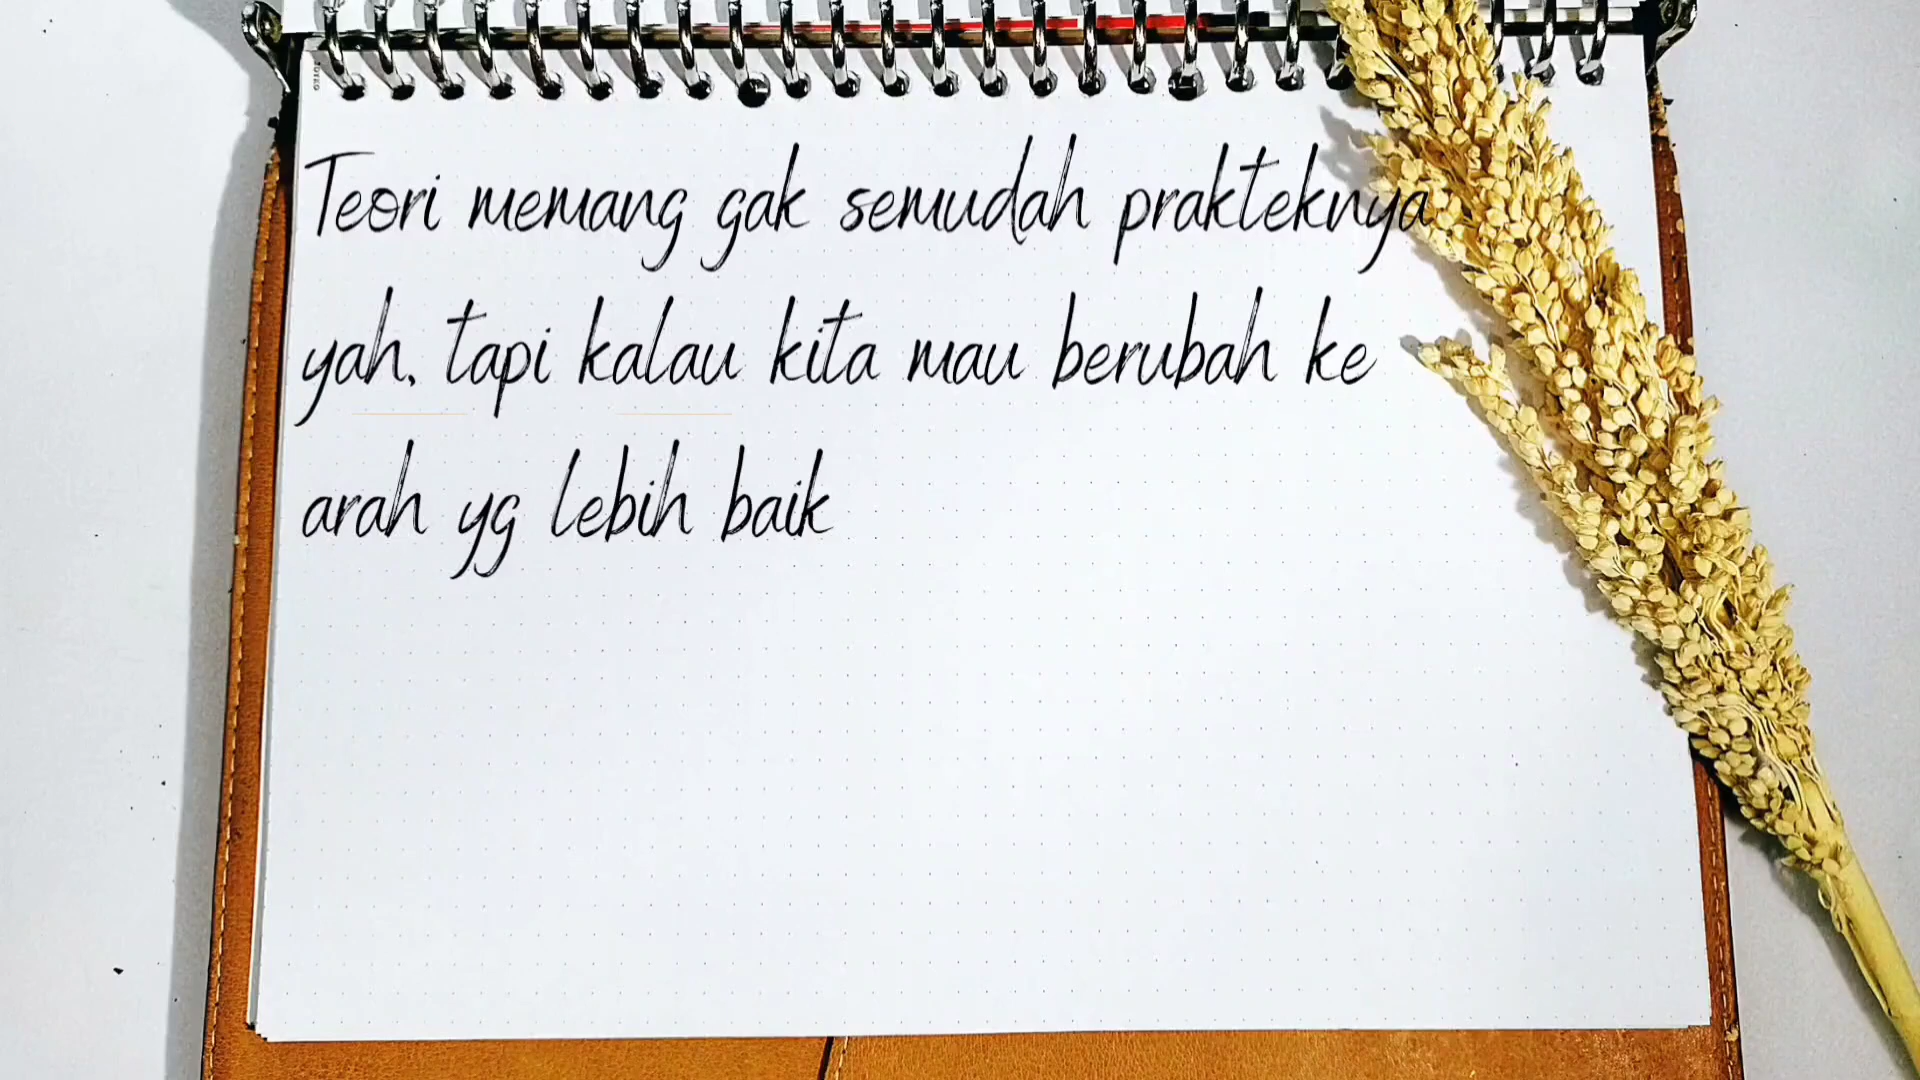 Teori memang gak semudah prakteknya
yah, tapi kalau kita mau berubah ke
arah yg lebih baik